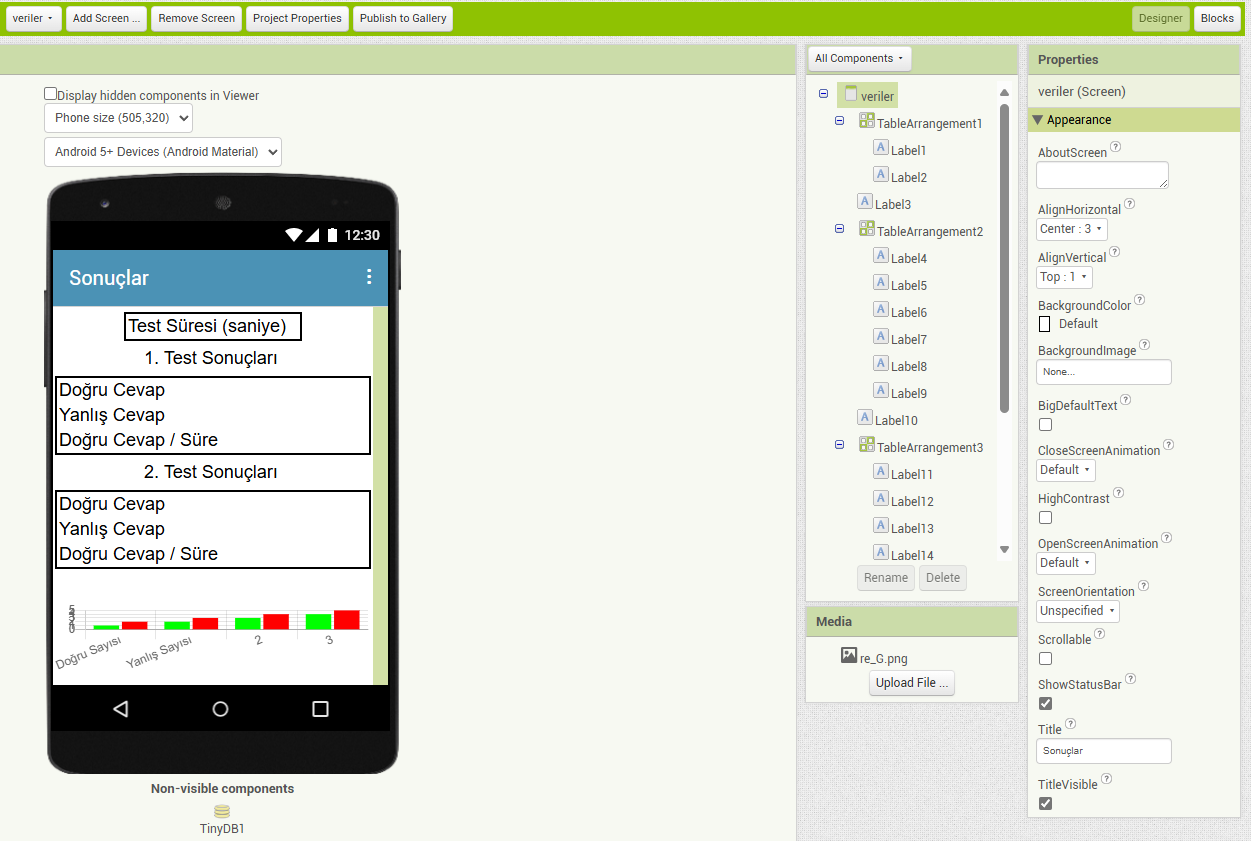 veriler
Add Screen ...
Remove Screen
Project Properties
Publish to Gallery
Designer
Blocks
Display hidden components in Viewer
Phone size (505,320)
Android 5+ Devices (Android Material)
12:30
Sonuçlar
Test Süresi (saniye)
1. Test Sonuçları
Doğru Cevap
Yanlış Cevap
Doğru Cevap / Süre
2. Test Sonuçları
Doğru Cevap
Yanlış Cevap
Doğru Cevap / Süre
5
0
Doğru Sayısı
Yanlış Sayısı
2
3
Non-visible components
TinyDB1
All Components
veriler
TableArrangement1
A Label1
A Label2
A Label3
TableArrangement2
A Label4
A Label5
A Label6
A Label7
A Label8
A Label9
A Label10
TableArrangement3
A Label11
A Label12
A Label13
A Label14
Rename
Delete
Media
re_G.png
Upload File ...
Properties
veriler (Screen)
Appearance
AboutScreen ?
AlignHorizontal ?
Center : 3
AlignVertical ?
Top : 1
BackgroundColor ?
Default
BackgroundImage ?
None...
BigDefaultText ?
CloseScreenAnimation ?
Default
HighContrast ?
OpenScreenAnimation ?
Default
ScreenOrientation ?
Unspecified
Scrollable ?
ShowStatusBar ?
Title ?
Sonuçlar
TitleVisible ?